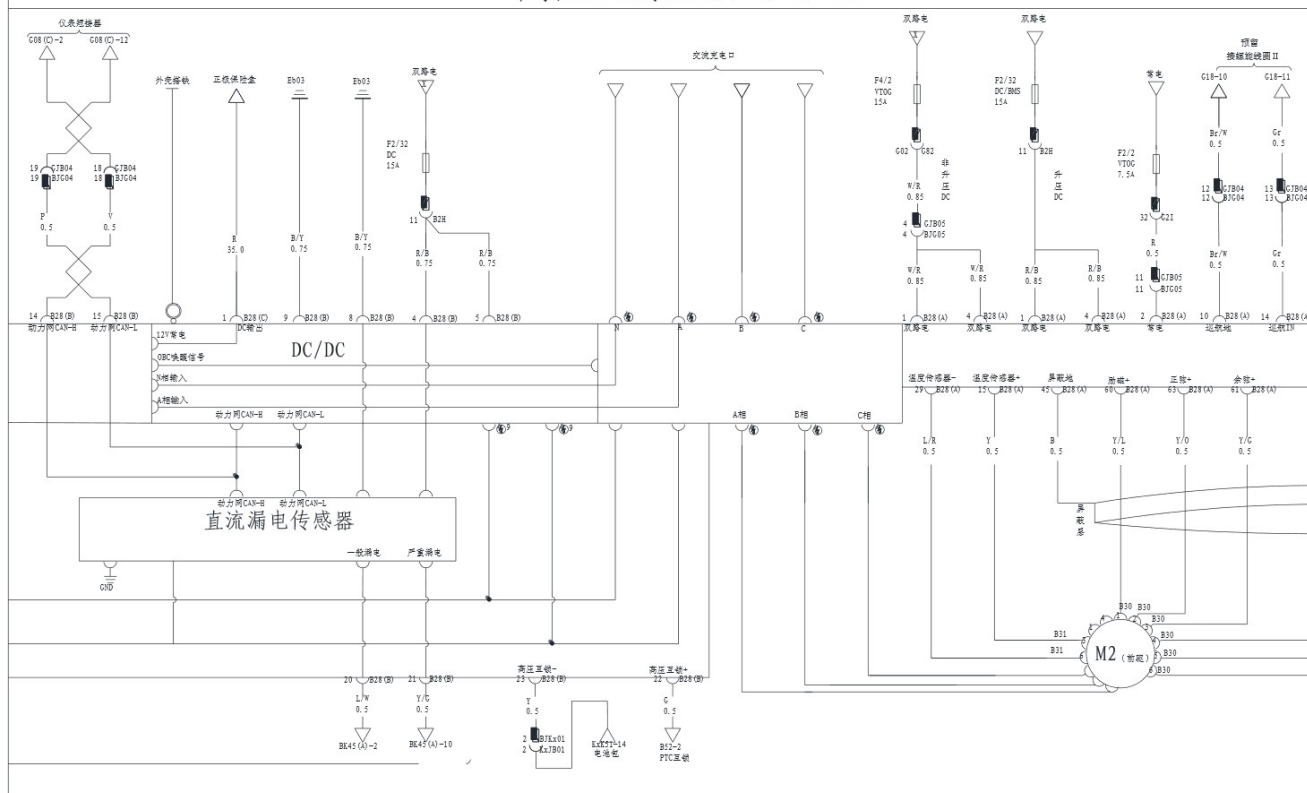 仪表短接器
G08(C)-2 G08(C)-12
外壳搭铁
正极保险盒
Eb03
Eb03
双路电
交流充电口
双路电
双路电
预留
接螺旋线圈Ⅱ
G18-10 G18-11
常电
F2/32
DC
15A
F4/2
VTOG
15A
F2/32
DC/BMS
15A
F2/2
VTOG
7.5A
G02 G82
11 B2H
非升压DC
升压DC
Br/W
0.5
Gr
0.5
19 GJB04
19 BJG04
18 GJB04
18 BJG04
12 GJB04
12 BJG04
13 GJB04
13 BJG04
W/R
0.85
11 B2H
32 G2I
P
0.5
V
0.5
4 GJB05
4 BJG05
R
0.5
R
35.0
B/Y
0.75
B/Y
0.75
R/B
0.75
R/B
0.75
W/R
0.85
W/R
0.85
R/B
0.85
R/B
0.85
11 GJB05
11 BJG05
Br/W
0.5
Gr
0.5
14 B28(B)
动力网CAN-H
15 B28(B)
动力网CAN-L
1 B28(C)
DC输出
9 B28(B)
8 B28(B)
4 B28(B)
5 B28(B)
N
A
B
C
1 B28(A)
双路电
4 B28(A)
双路电
1 B28(A)
双路电
4 B28(A)
双路电
2 B28(A)
常电
10 B28(A)
巡航地
14 B28(A
巡航IN
12V常电
DC/DC
OBC唤醒信号
N相输入
A相输入
动力网CAN-H 动力网CAN-L
9
9
A相
B相
C相
温度传感器-
29 B28(A)
温度传感器+
15 B28(A)
屏蔽地
45 B28(A)
励磁+
60 B28(A)
正弦+
63 B28(A)
余弦+
61 B28(A)
L/R
0.5
Y
0.5
B
0.5
Y/L
0.5
Y/O
0.5
Y/G
0.5
动力网CAN-H 动力网CAN-L
直流漏电传感器
一般漏电 严重漏电
GND
屏蔽层
B30
B30
B30
B31
B30
B31
B30
B30
M2(前驱)
20 B28(B)
21 B28(B)
高压互锁-
23 B28(B)
高压互锁+
22 B28(B)
L/W
0.5
Y/G
0.5
Y
0.5
G
0.5
BK45(A)-2
BK45(A)-10
2 BJKx01
2 KxJB01
KxK51-14
电池包
B52-2
PTC互锁